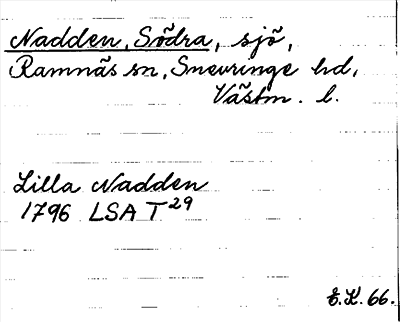 Nadden, Södra, sjö,
Ramnäs sn, Snevringe hd,
Västm. l.
Lilla Nadden
1796 LSA T29
E.K. 66.